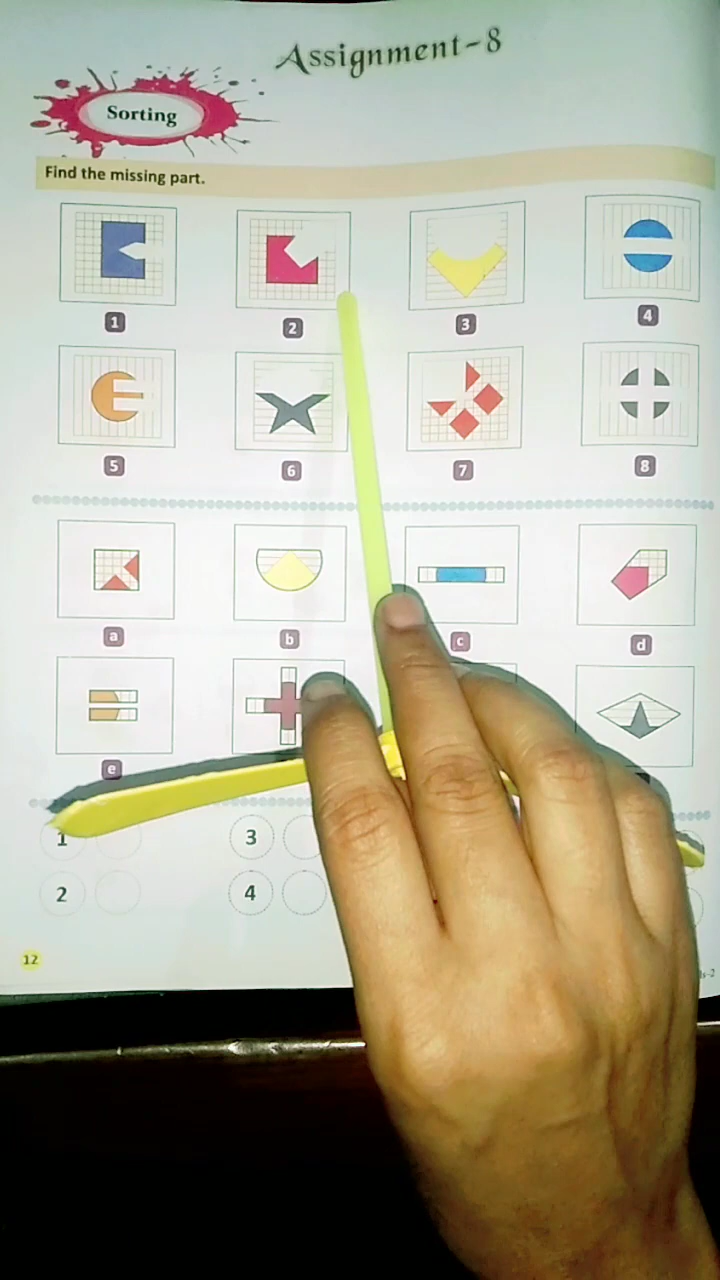 Assignment-8
Sorting
Find the missing part.
1 2 3 4
5 6 7 8
a b c d
e
1 3
2 4
12